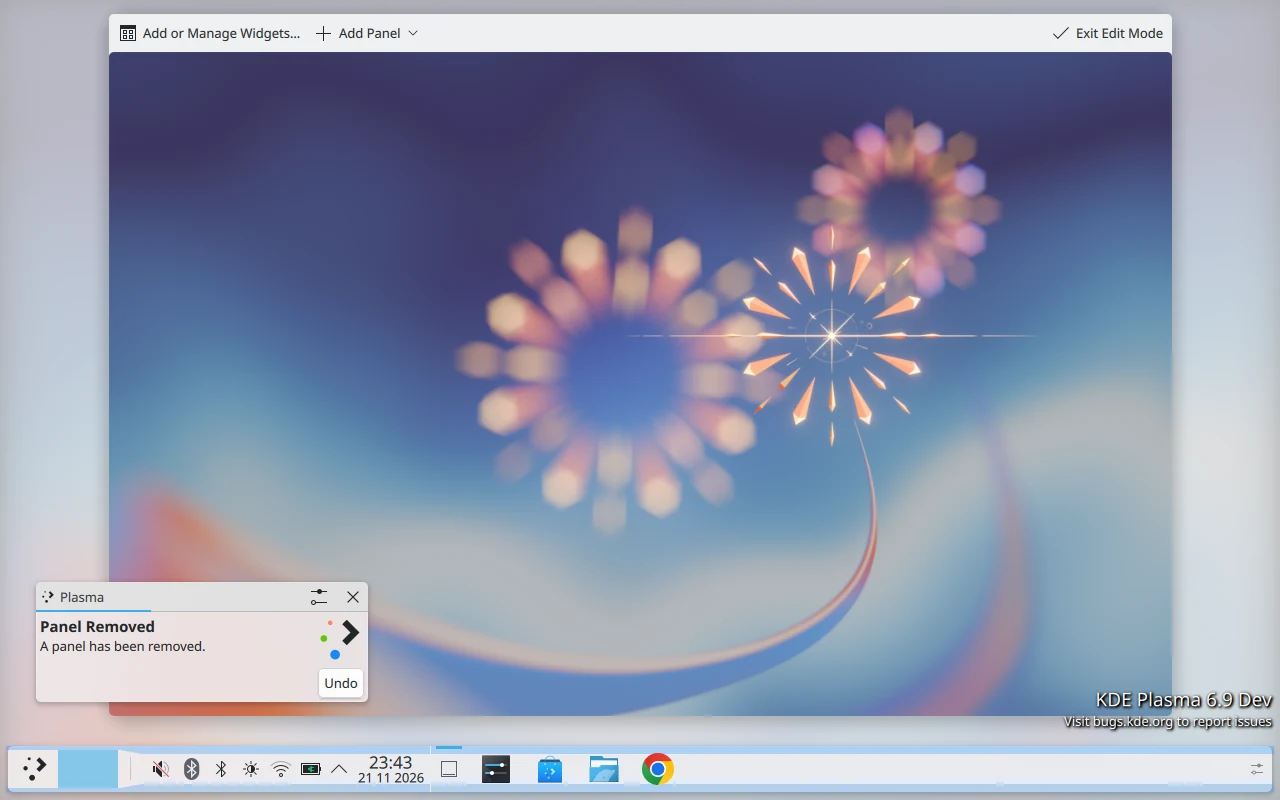 Add or Manage Widgets...
Add Panel
Exit Edit Mode
Plasma
Panel Removed
A panel has been removed.
Undo
KDE Plasma 6.9 Dev
Visit bugs.kde.org to report issues
23:43
21 11 2026